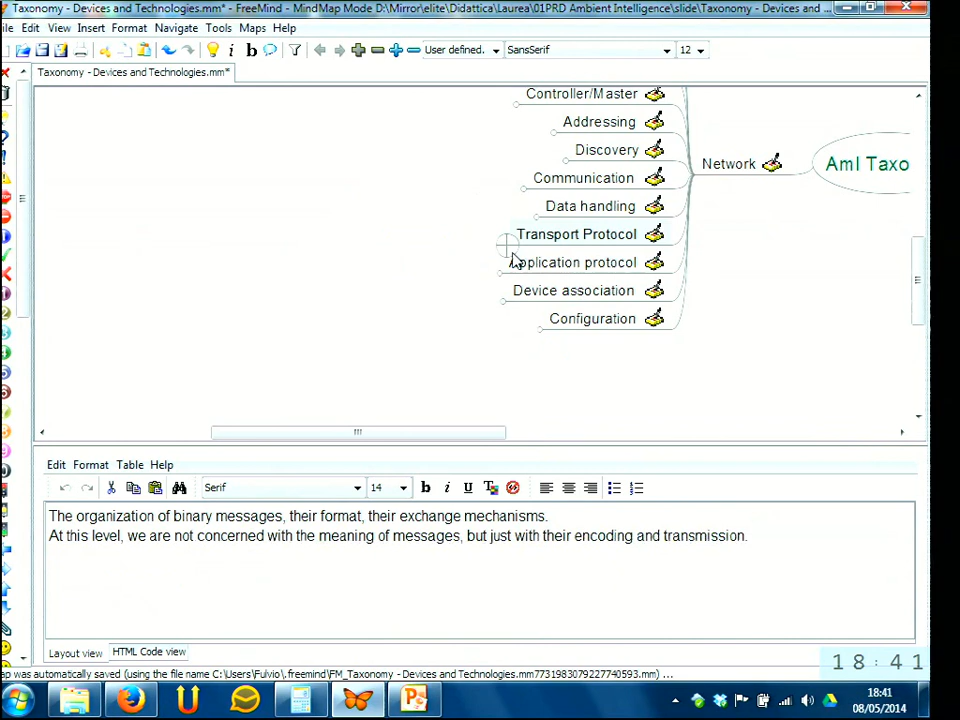 Taxonomy - Devices and Technologies.mm* - FreeMind - MindMap Mode D:\Mirror\elite\Didattica\Laurea\01PRD Ambient Intelligence\slide\Taxonomy - Devices and ...
ile Edit View Insert Format Navigate Tools Maps Help
User defined. SansSerif 12
Taxonomy - Devices and Technologies.mm*
Controller/Master
Addressing
Discovery
Network
AmI Taxo
Communication
Data handling
Transport Protocol
Application protocol
Device association
Configuration
Edit Format Table Help
Serif 14
The organization of binary messages, their format, their exchange mechanisms.
At this level, we are not concerned with the meaning of messages, but just with their encoding and transmission.
Layout view HTML Code view
ap was automatically saved (using the file name C:\Users\Fulvio\.freemind\FM_Taxonomy - Devices and Technologies.mm7731983079227740593.mm) ...
18:41
18:41
08/05/2014